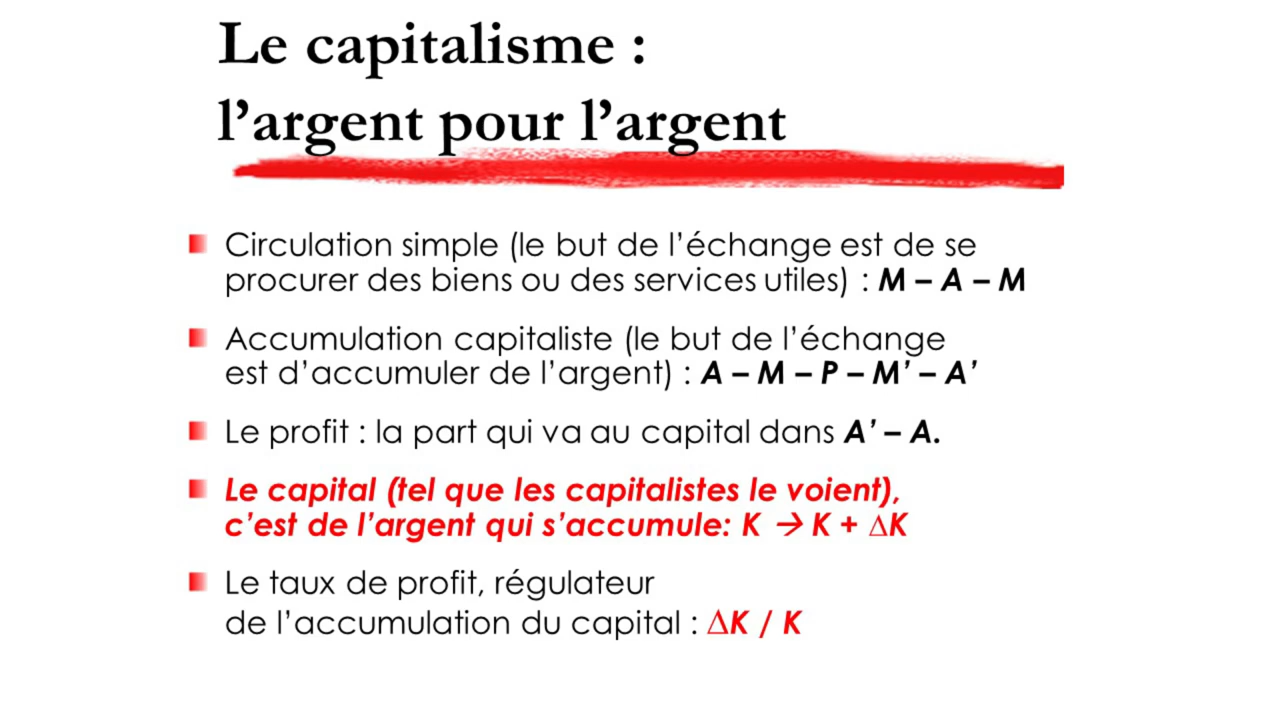 Le capitalisme :
l’argent pour l’argent
Circulation simple (le but de l’échange est de se
procurer des biens ou des services utiles) : M – A – M
Accumulation capitaliste (le but de l’échange
est d’accumuler de l’argent) : A – M – P – M’ – A’
Le profit : la part qui va au capital dans A’ – A.
Le capital (tel que les capitalistes le voient),
c’est de l’argent qui s’accumule: K → K + ∆K
Le taux de profit, régulateur
de l’accumulation du capital : ∆K / K